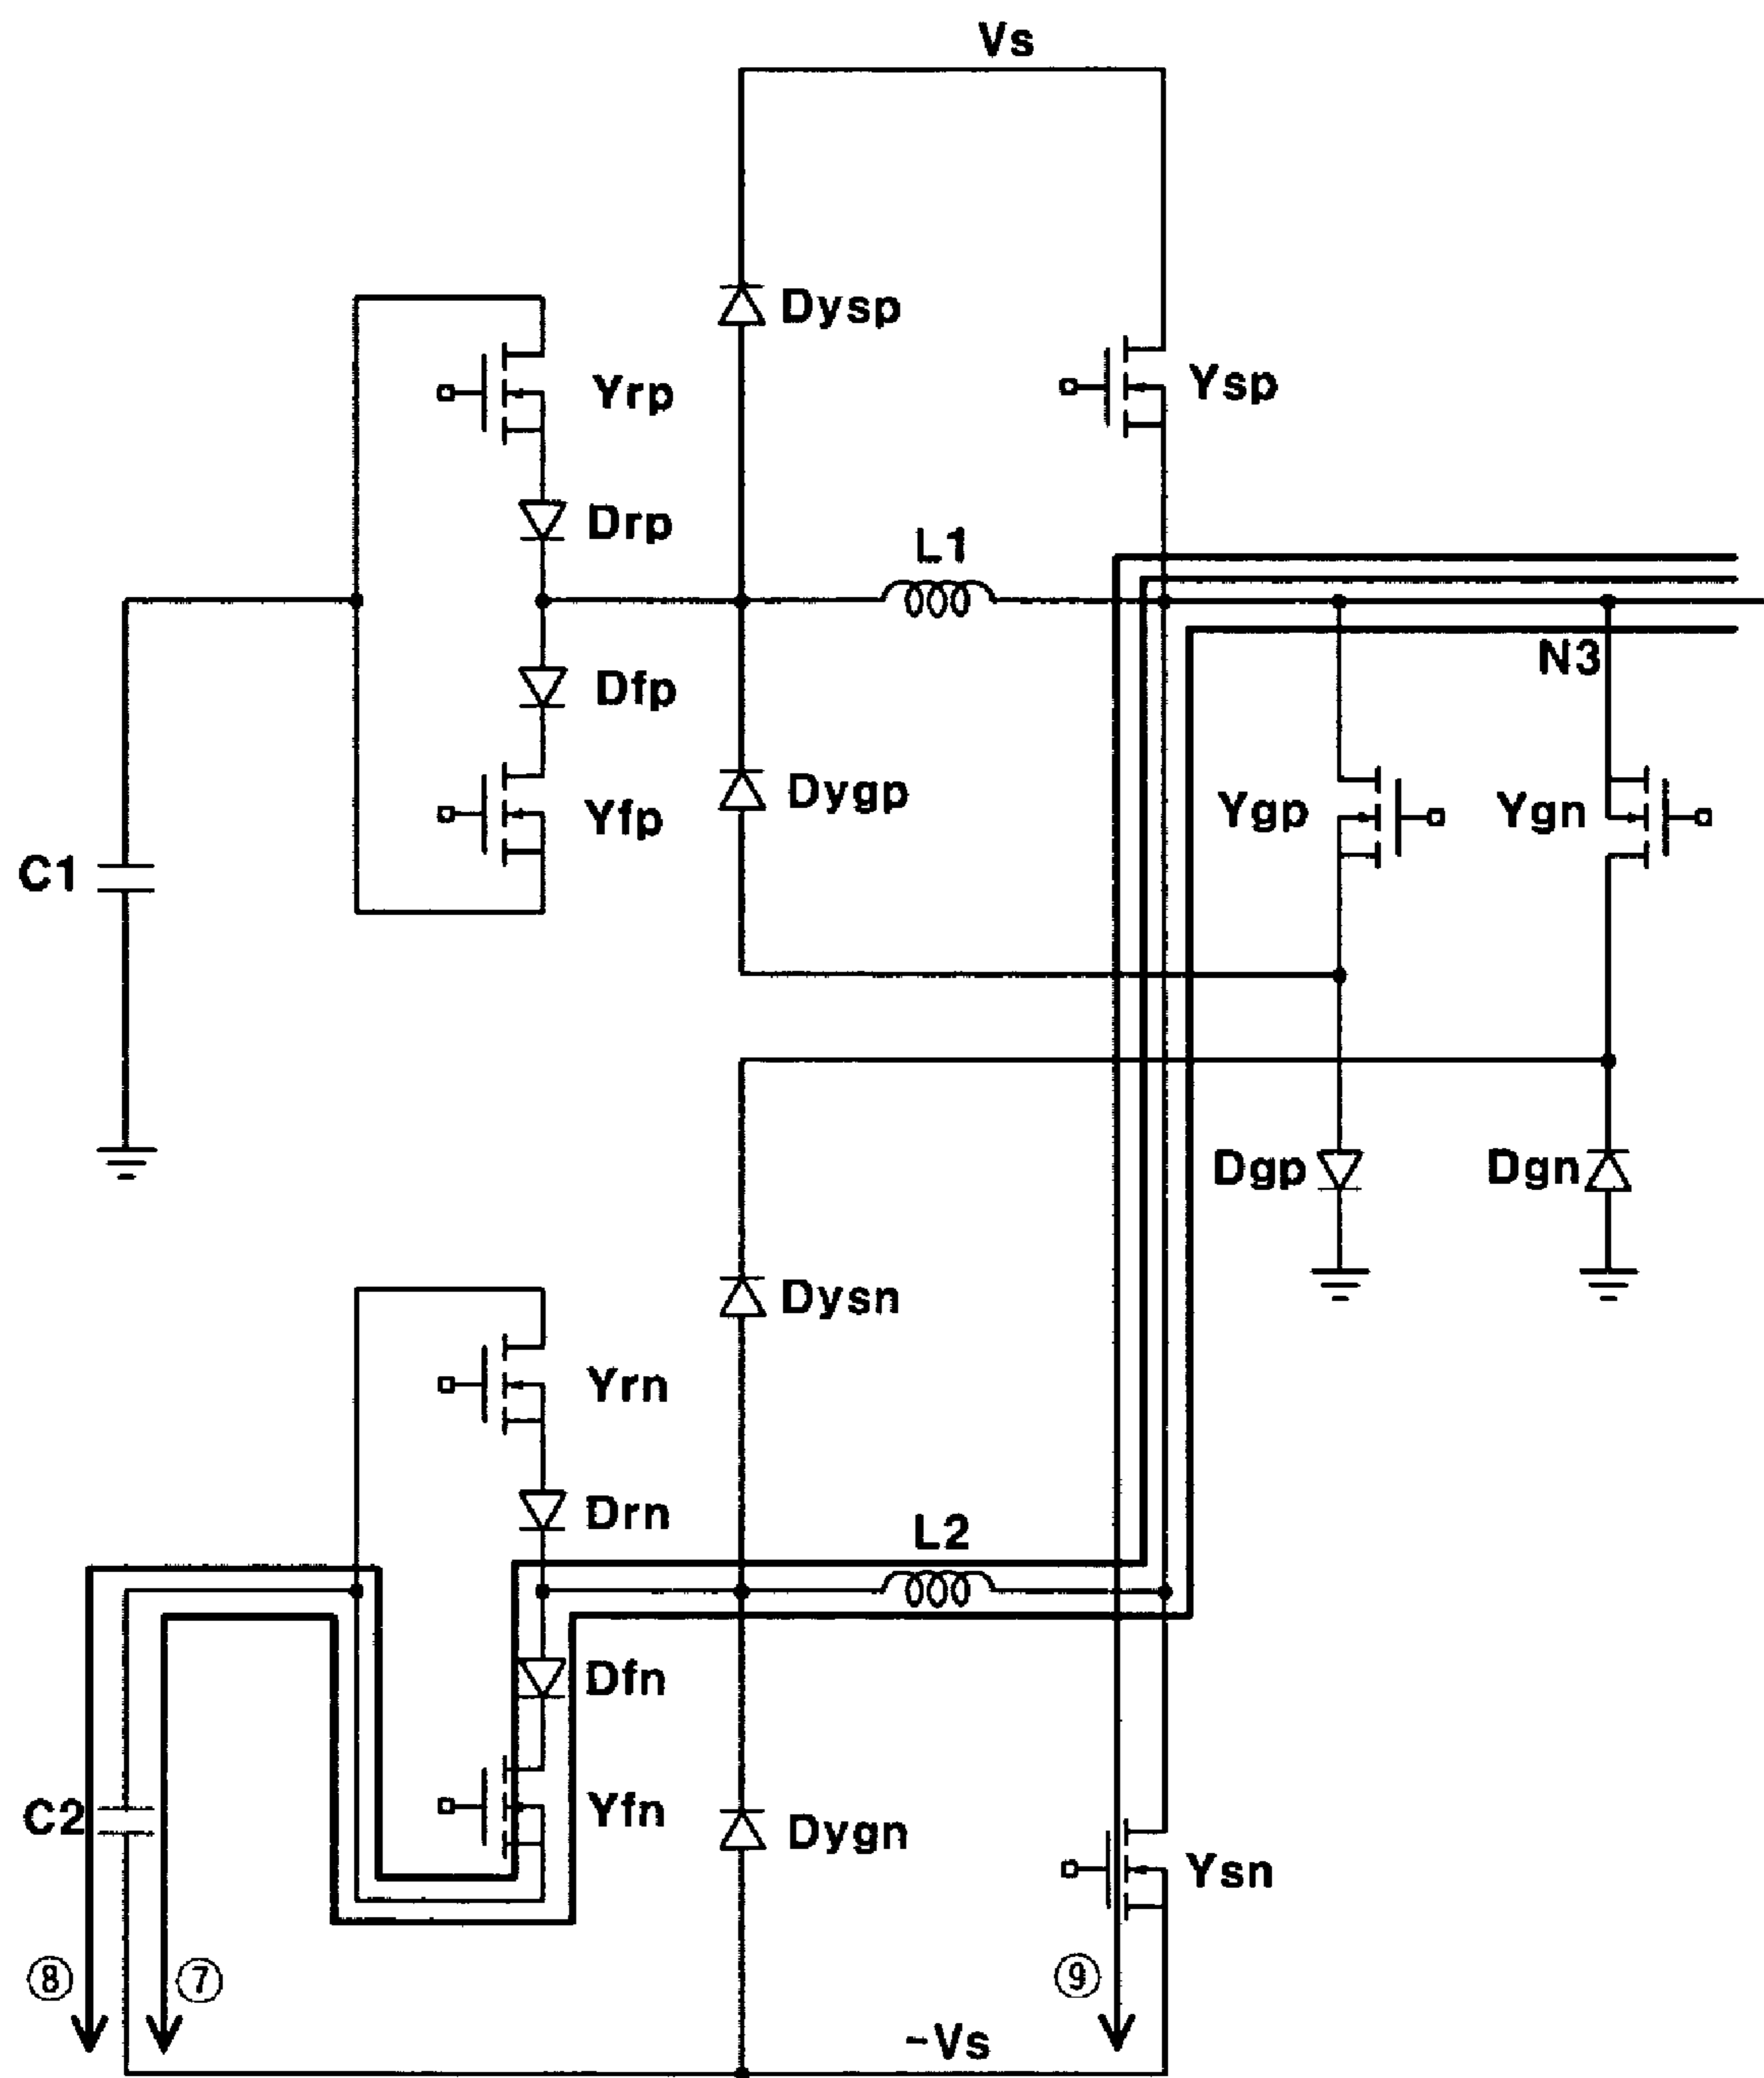 Vs
Dysp
Yrp
Ysp
Drp
L1
N3
Dfp
Dygp
Yfp
Ygp
Ygn
C1
Dgp
Dgn
Dysn
Yrn
Drn
L2
Dfn
C2
Yfn
Dygn
Ysn
⑧
⑦
⑨
-Vs